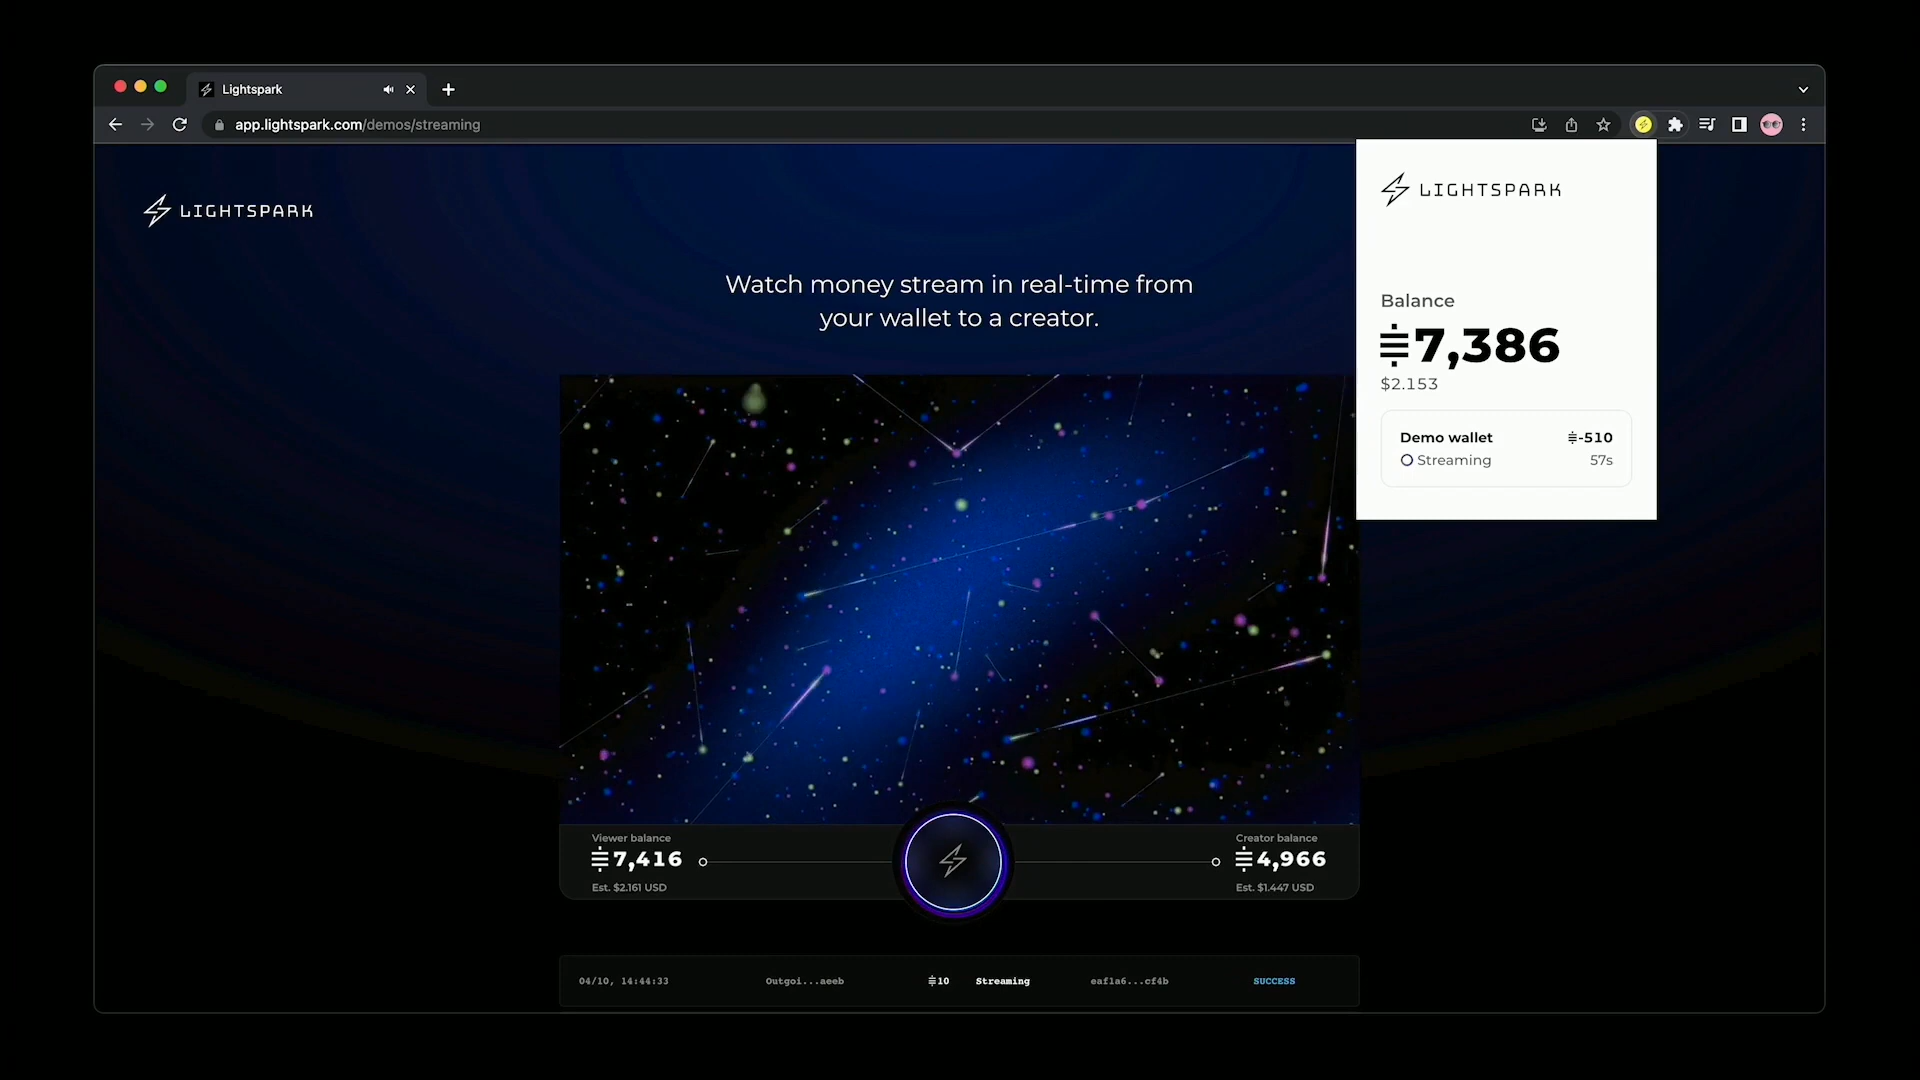 Lightspark
app.lightspark.com/demos/streaming
LIGHTSPARK
Watch money stream in real-time from
your wallet to a creator.
LIGHTSPARK
Balance
7,386
$2.153
Demo wallet -510
Streaming 57s
Viewer balance
7,416
Est. $2.161 USD
Creator balance
4,966
Est. $1.447 USD
04/10, 14:44:33 Outgoi...aeeb 10 Streaming eaf1a6...cf4b SUCCESS